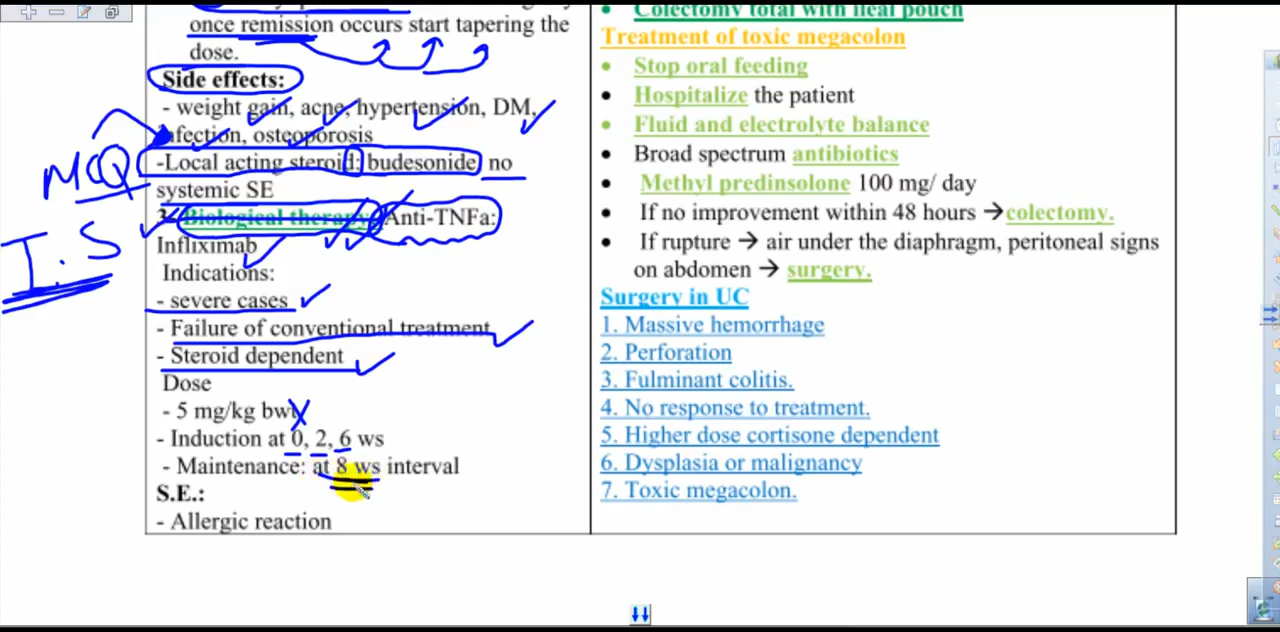 once remission occurs start tapering the
dose.
Side effects:
- weight gain, acne, hypertension, DM,
infection, osteoporosis
-Local acting steroid: budesonide no
systemic SE
3- Biological therapy Anti-TNFa:
Infliximab
Indications:
- severe cases
- Failure of conventional treatment
- Steroid dependent
Dose
- 5 mg/kg bwt
- Induction at 0, 2, 6 ws
- Maintenance: at 8 ws interval
S.E.:
- Allergic reaction
MCQ
I.S
• Colectomy total with ileal pouch
Treatment of toxic megacolon
• Stop oral feeding
• Hospitalize the patient
• Fluid and electrolyte balance
• Broad spectrum antibiotics
• Methyl predinsolone 100 mg/ day
• If no improvement within 48 hours → colectomy.
• If rupture → air under the diaphragm, peritoneal signs
on abdomen → surgery.
Surgery in UC
1. Massive hemorrhage
2. Perforation
3. Fulminant colitis.
4. No response to treatment.
5. Higher dose cortisone dependent
6. Dysplasia or malignancy
7. Toxic megacolon.